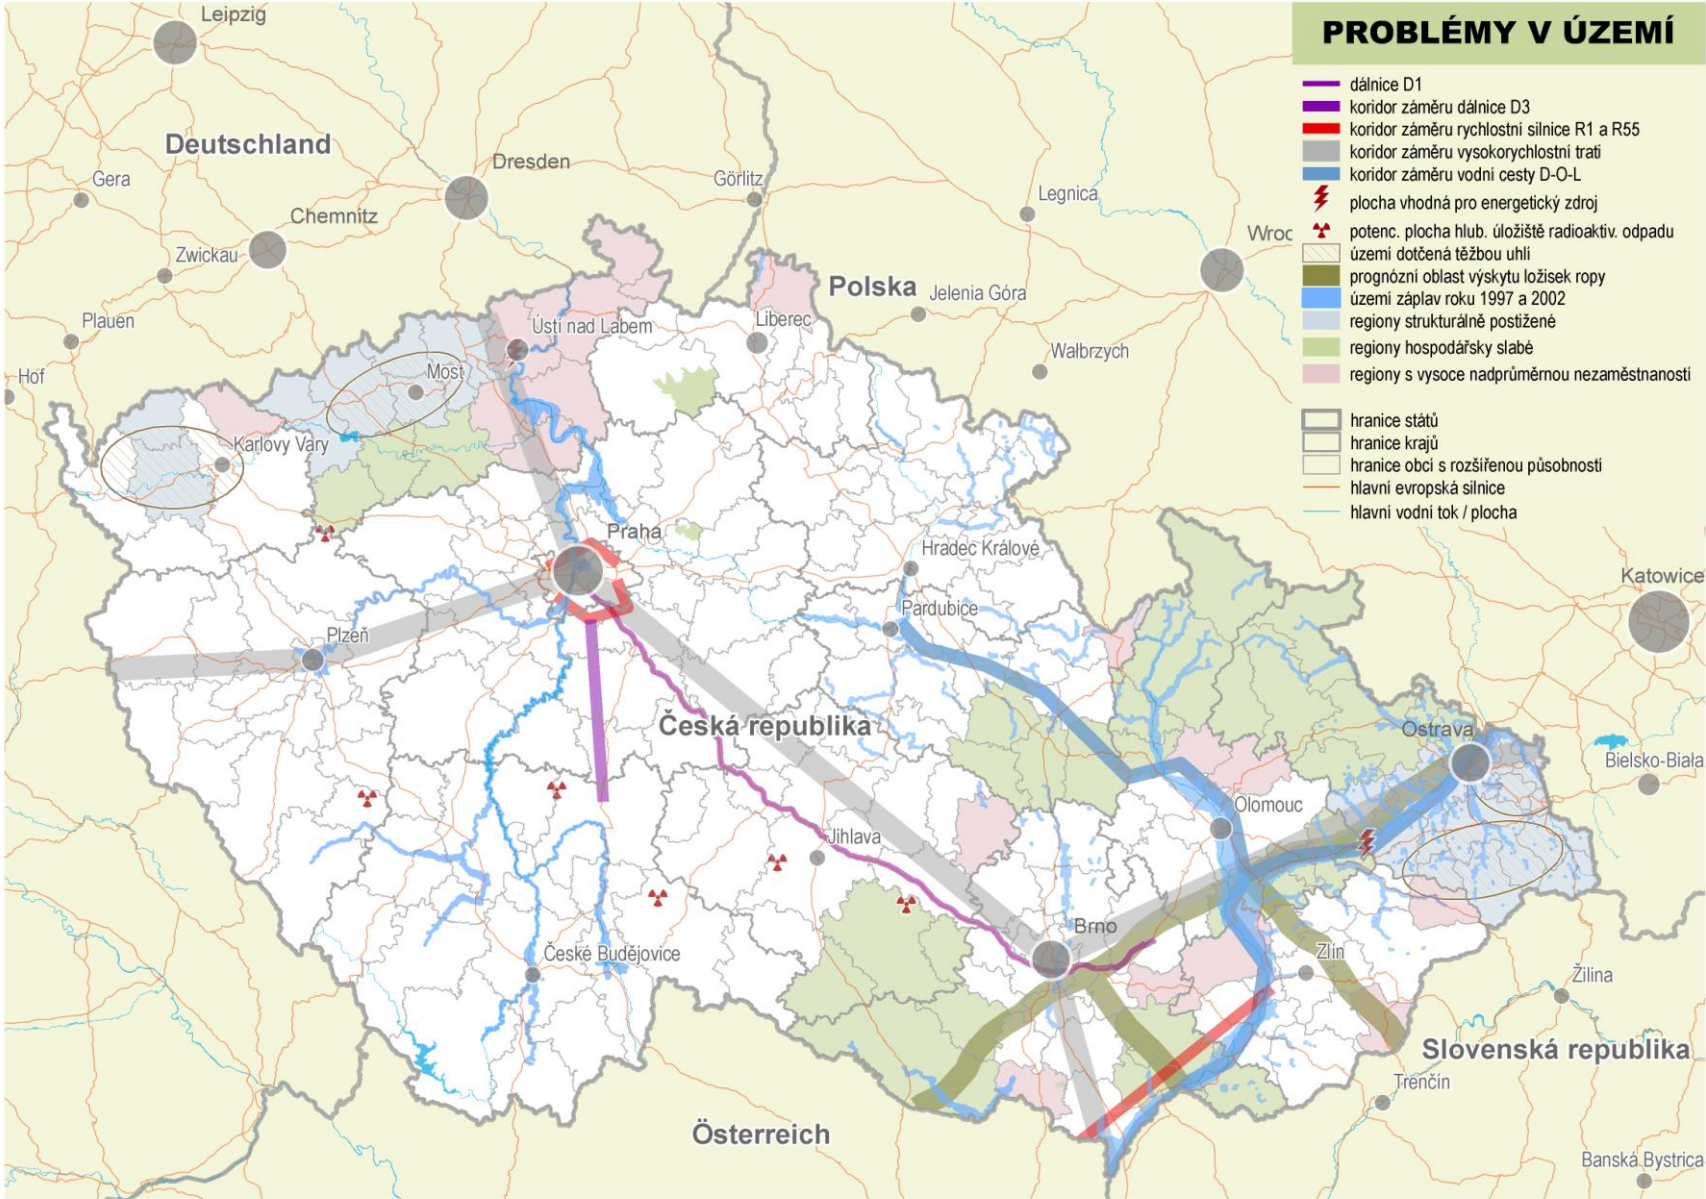 PROBLÉMY V ÚZEMÍ
dálnice D1
koridor záměru dálnice D3
koridor záměru rychlostní silnice R1 a R55
koridor záměru vysokorychlostní trati
koridor záměru vodní cesty D-O-L
plocha vhodná pro energetický zdroj
potenc. plocha hlub. úložiště radioaktiv. odpadu
území dotčená těžbou uhlí
prognózní oblast výskytu ložisek ropy
území záplav roku 1997 a 2002
regiony strukturálně postižené
regiony hospodářsky slabé
regiony s vysoce nadprůměrnou nezaměstnaností
hranice států
hranice krajů
hranice obcí s rozšířenou působností
hlavní evropská silnice
hlavní vodní tok / plocha
Leipzig
Deutschland
Dresden
Gera
Görlitz
Legnica
Chemnitz
Zwickau
Wroc
Polska
Jelenia Góra
Plauen
Ústí nad Labem
Liberec
Wałbrzych
Hof
Most
Karlovy Vary
Praha
Hradec Králové
Katowice
Pardubice
Plzeň
Česká republika
Ostrava
Bielsko-Biała
Olomouc
Jihlava
Brno
České Budějovice
Zlín
Žilina
Slovenská republika
Trenčín
Österreich
Banská Bystrica